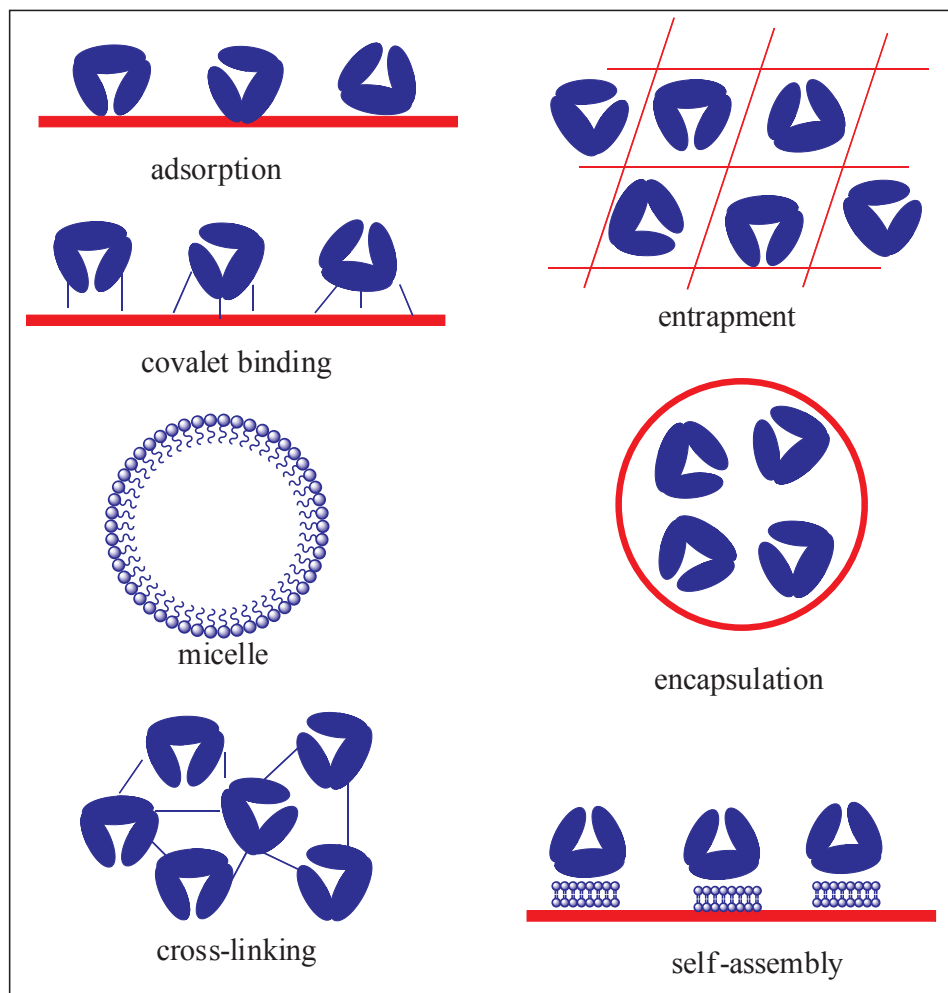 adsorption
covalet binding
micelle
cross-linking
entrapment
encapsulation
self-assembly